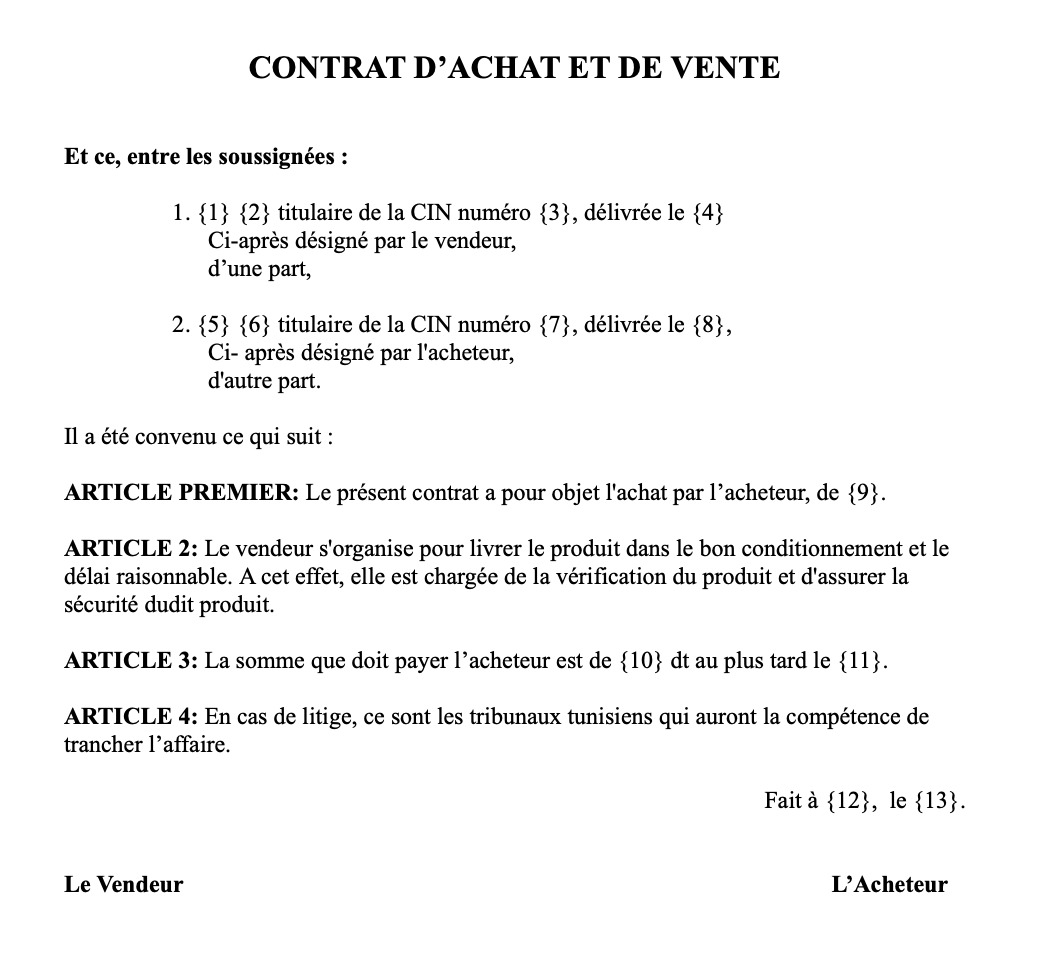 CONTRAT D’ACHAT ET DE VENTE
Et ce, entre les soussignées :
1. {1} {2} titulaire de la CIN numéro {3}, délivrée le {4}
Ci-après désigné par le vendeur,
d’une part,
2. {5} {6} titulaire de la CIN numéro {7}, délivrée le {8},
Ci- après désigné par l'acheteur,
d'autre part.
Il a été convenu ce qui suit :
ARTICLE PREMIER: Le présent contrat a pour objet l'achat par l’acheteur, de {9}.
ARTICLE 2: Le vendeur s'organise pour livrer le produit dans le bon conditionnement et le
délai raisonnable. A cet effet, elle est chargée de la vérification du produit et d'assurer la
sécurité dudit produit.
ARTICLE 3: La somme que doit payer l’acheteur est de {10} dt au plus tard le {11}.
ARTICLE 4: En cas de litige, ce sont les tribunaux tunisiens qui auront la compétence de
trancher l’affaire.
Fait à {12}, le {13}.
Le Vendeur L’Acheteur